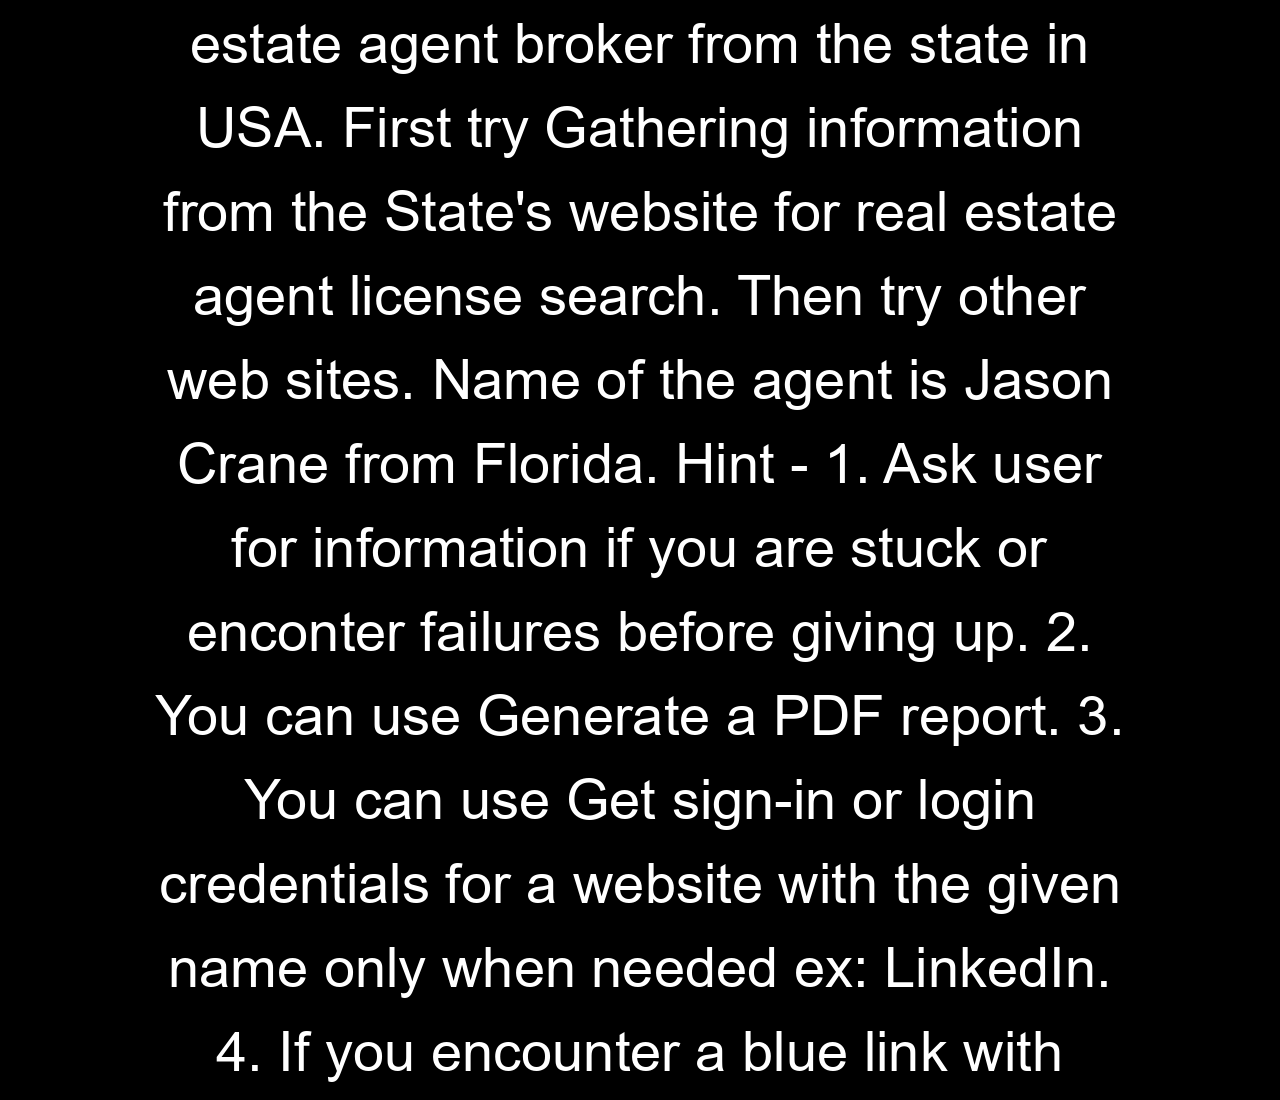 estate agent broker from the state in
USA. First try Gathering information
from the State's website for real estate
agent license search. Then try other
web sites. Name of the agent is Jason
Crane from Florida. Hint - 1. Ask user
for information if you are stuck or
enconter failures before giving up. 2.
You can use Generate a PDF report. 3.
You can use Get sign-in or login
credentials for a website with the given
name only when needed ex: LinkedIn.
4. If you encounter a blue link with